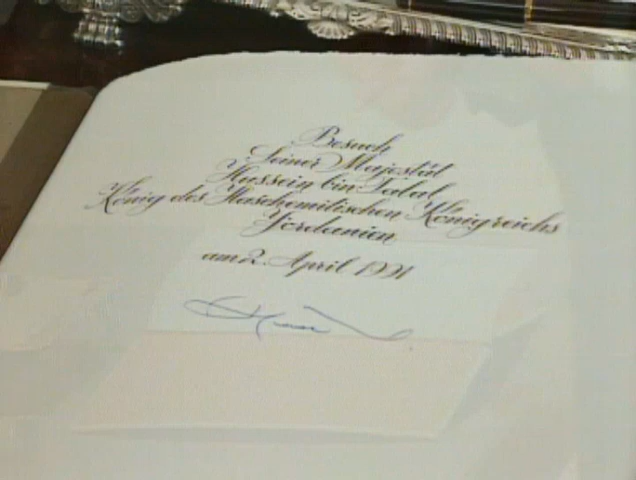 Besuch
Seiner Majestät
Hussein bin Talal
König des Haschemitischen Königreichs
Jordanien
am 2. April 1991